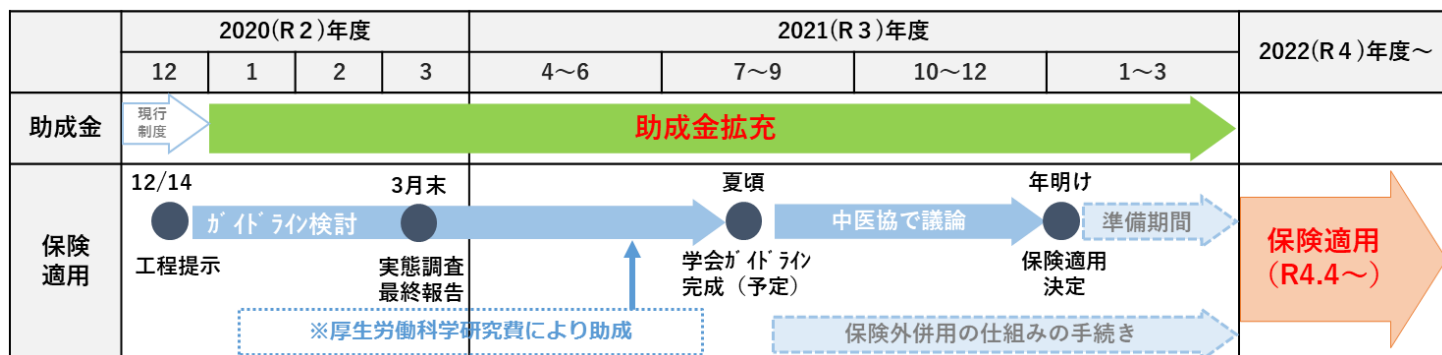 2020(R２)年度
2021(R３)年度
2022(R４)年度～
12
1
2
3
4～6
7～9
10～12
1～3
助成金
現行
制度
助成金拡充
保険
適用
12/14
3月末
夏頃
年明け
ｶﾞｲﾄﾞﾗｲﾝ検討
中医協で議論
準備期間
工程提示
実態調査
最終報告
学会ｶﾞｲﾄﾞﾗｲﾝ
完成（予定）
保険適用
決定
※厚生労働科学研究費により助成
保険外併用の仕組みの手続き
保険適用
（R4.4～）